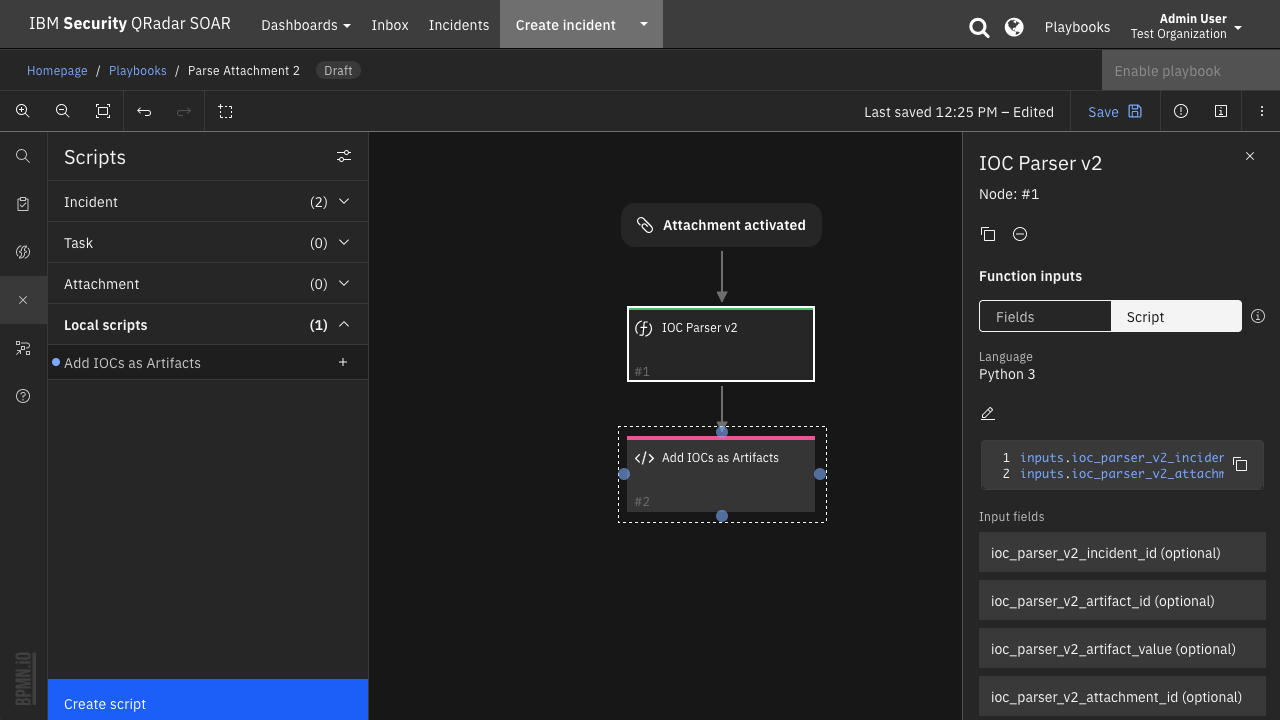 IBM Security QRadar SOAR
Dashboards
Inbox
Incidents
Create incident
Playbooks
Admin User
Test Organization
Homepage / Playbooks / Parse Attachment 2
Draft
Enable playbook
Last saved 12:25 PM – Edited
Save
Scripts
Incident (2)
Task (0)
Attachment (0)
Local scripts (1)
Add IOCs as Artifacts
Create script
BPMN.iO
Attachment activated
IOC Parser v2
#1
Add IOCs as Artifacts
#2
IOC Parser v2
Node: #1
Function inputs
Fields
Script
Language
Python 3
1 inputs.ioc_parser_v2_incider
2 inputs.ioc_parser_v2_attachm
Input fields
ioc_parser_v2_incident_id (optional)
ioc_parser_v2_artifact_id (optional)
ioc_parser_v2_artifact_value (optional)
ioc_parser_v2_attachment_id (optional)